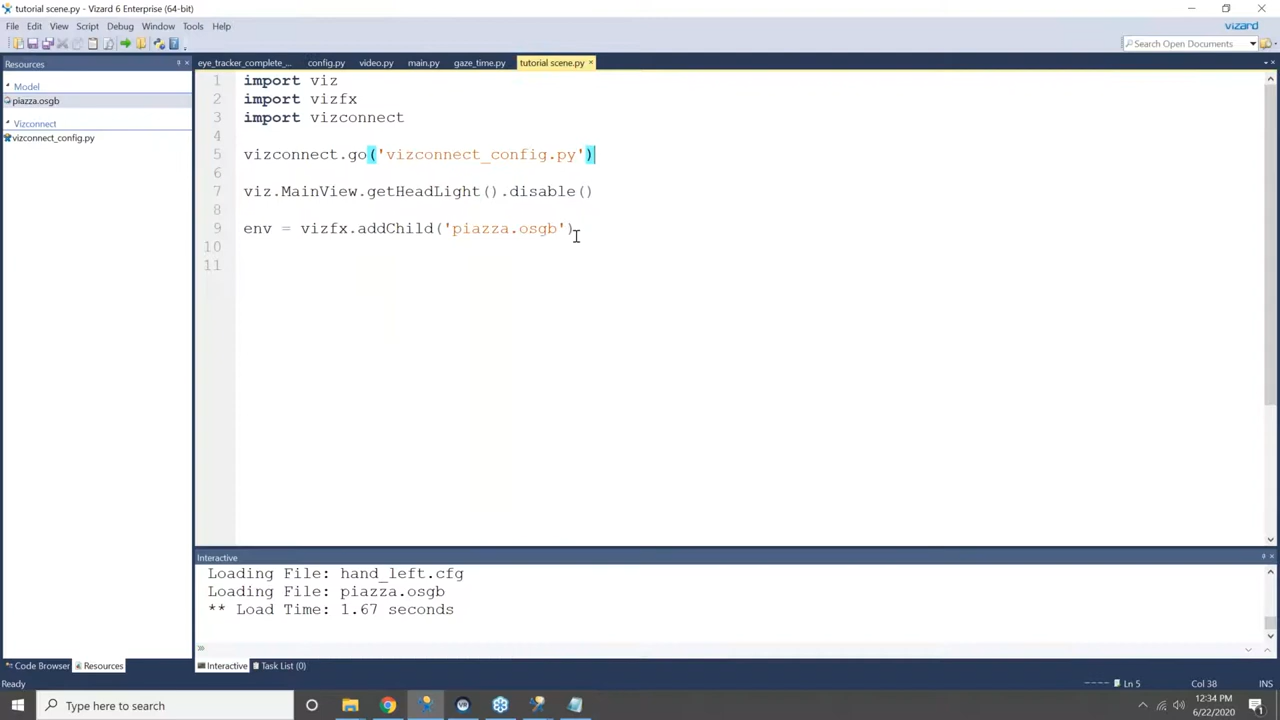 tutorial scene.py - Vizard 6 Enterprise (64-bit)
File Edit View Script Debug Window Tools Help
vizard
Search Open Documents
Resources
Model
piazza.osgb
Vizconnect
vizconnect_config.py
eye_tracker_complete_... config.py video.py main.py gaze_time.py tutorial scene.py
1 import viz
2 import vizfx
3 import vizconnect
4
5 vizconnect.go('vizconnect_config.py')
6
7 viz.MainView.getHeadLight().disable()
8
9 env = vizfx.addChild('piazza.osgb')
10
11
Interactive
Loading File: hand_left.cfg
Loading File: piazza.osgb
** Load Time: 1.67 seconds
Code Browser Resources
Interactive Task List (0)
Ready
Ln 5 Col 38 INS
Type here to search
12:34 PM
6/22/2020